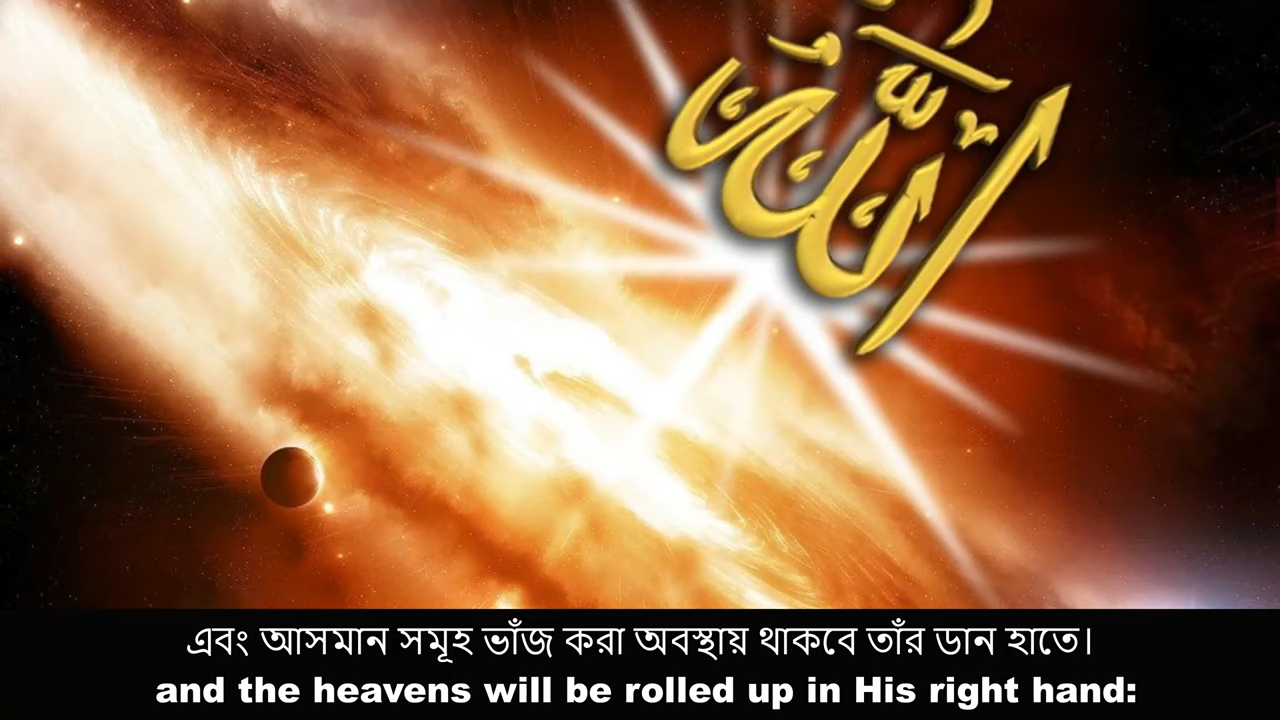 الله
এবং আসমান সমূহ ভাঁজ করা অবস্থায় থাকবে তাঁর ডান হাতে।
and the heavens will be rolled up in His right hand: